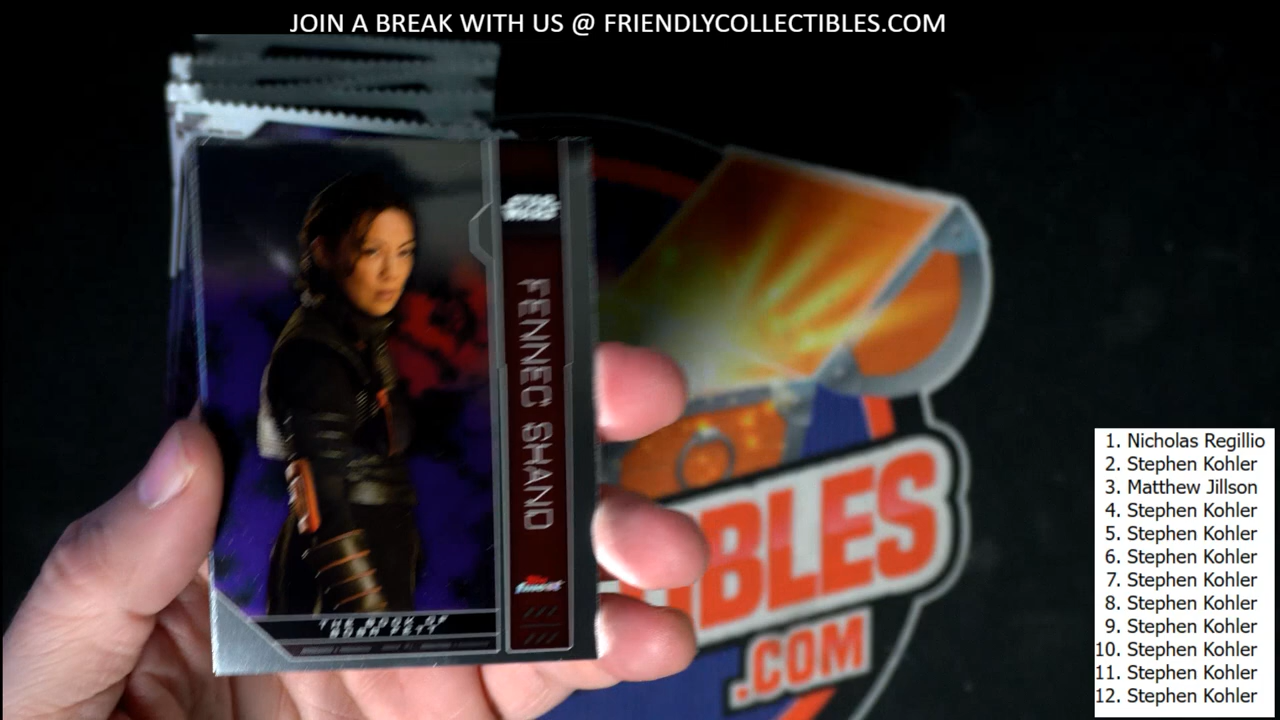 JOIN A BREAK WITH US @ FRIENDLYCOLLECTIBLES.COM
STAR
WARS
FENNEC SHAND
Topps
Finest
THE BOOK OF
BOBA FETT
IBLES
.COM
1. Nicholas Regillio
2. Stephen Kohler
3. Matthew Jillson
4. Stephen Kohler
5. Stephen Kohler
6. Stephen Kohler
7. Stephen Kohler
8. Stephen Kohler
9. Stephen Kohler
10. Stephen Kohler
11. Stephen Kohler
12. Stephen Kohler